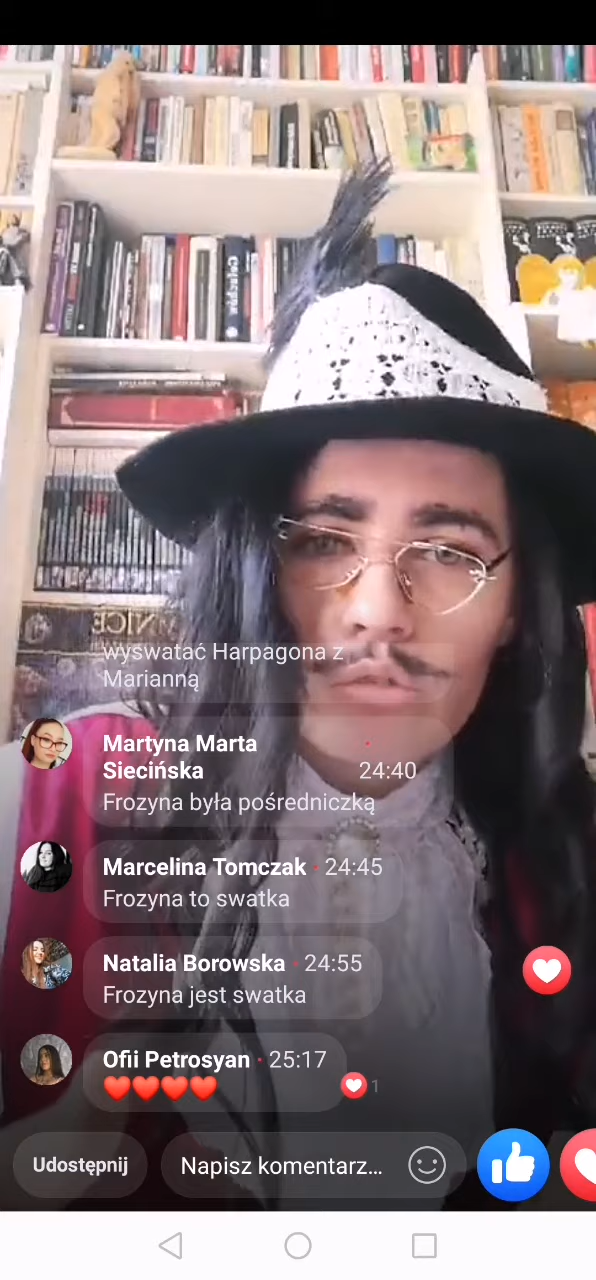 wyswatać Harpagona z
Marianną
Martyna Marta
Siecińska 24:40
Frozyna była pośredniczką
Marcelina Tomczak · 24:45
Frozyna to swatka
Natalia Borowska · 24:55
Frozyna jest swatka
Ofii Petrosyan · 25:17
❤️❤️❤️❤️
1
Udostępnij
Napisz komentarz...